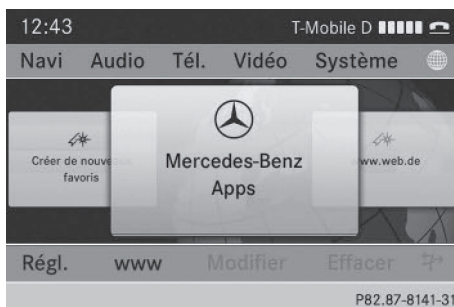 12:43 T-Mobile D
Navi Audio Tél. Vidéo Système
Créer de nouveaux
favoris
Mercedes-Benz
Apps
www.web.de
Régl. www Modifier Effacer
P82.87-8141-31